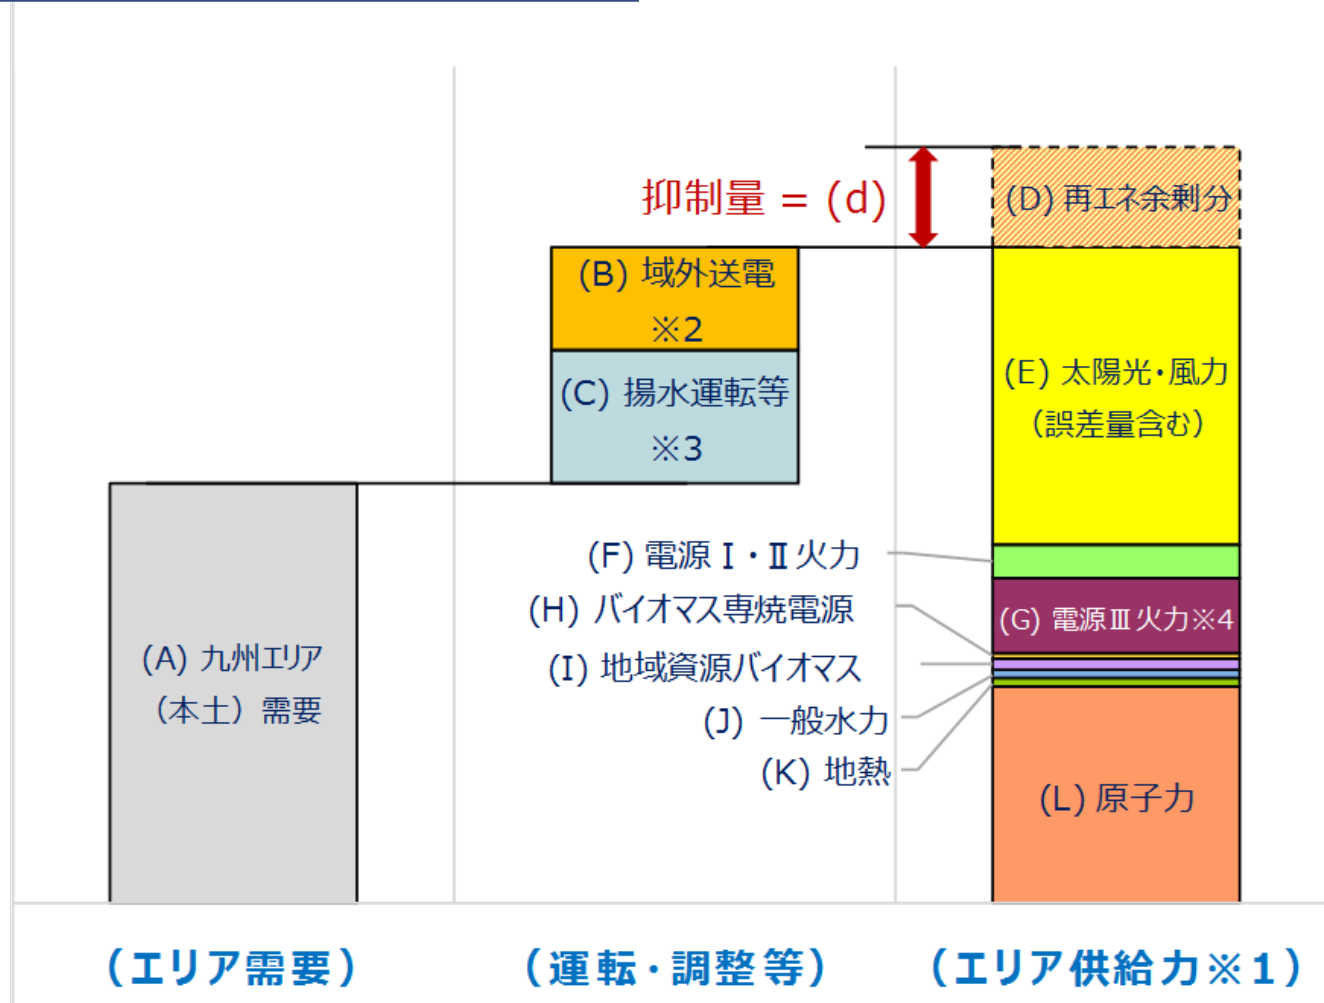 抑制量 = (d)
(D) 再エネ余剰分
(B) 域外送電
※2
(C) 揚水運転等
※3
(E) 太陽光・風力
（誤差量含む）
(F) 電源Ⅰ・Ⅱ火力
(H) バイオマス専焼電源
(G) 電源Ⅲ火力※4
(I) 地域資源バイオマス
(A) 九州エリア
（本土）需要
(J) 一般水力
(K) 地熱
(L) 原子力
（エリア需要）
（運転・調整等）
（エリア供給力※1）